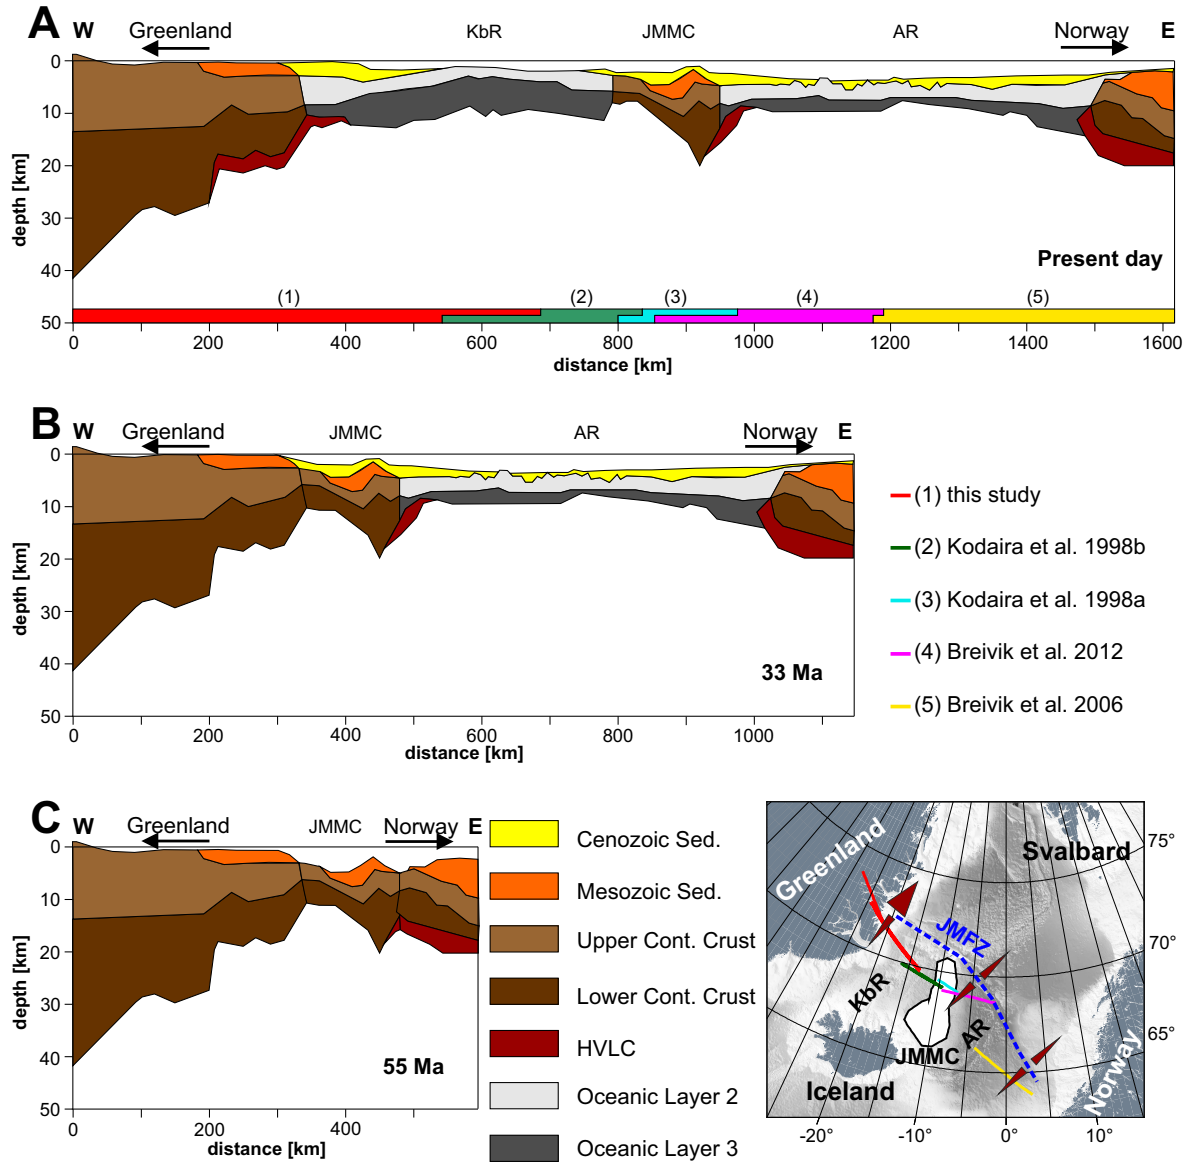 A W Greenland KbR JMMC AR Norway E
0
10
20
30
40
50
depth [km]
Present day
(1) (2) (3) (4) (5)
0 200 400 600 800 1000 1200 1400 1600
distance [km]
B W Greenland JMMC AR Norway E
0
10
20
30
40
50
depth [km]
33 Ma
0 200 400 600 800 1000
distance [km]
(1) this study
(2) Kodaira et al. 1998b
(3) Kodaira et al. 1998a
(4) Breivik et al. 2012
(5) Breivik et al. 2006
C W Greenland JMMC Norway E
0
10
20
30
40
50
depth [km]
55 Ma
0 200 400
distance [km]
Cenozoic Sed.
Mesozoic Sed.
Upper Cont. Crust
Lower Cont. Crust
HVLC
Oceanic Layer 2
Oceanic Layer 3
Greenland
Svalbard
JMFZ
KbR
AR
JMMC
Iceland
Norway
75°
70°
65°
-20° -10° 0° 10°